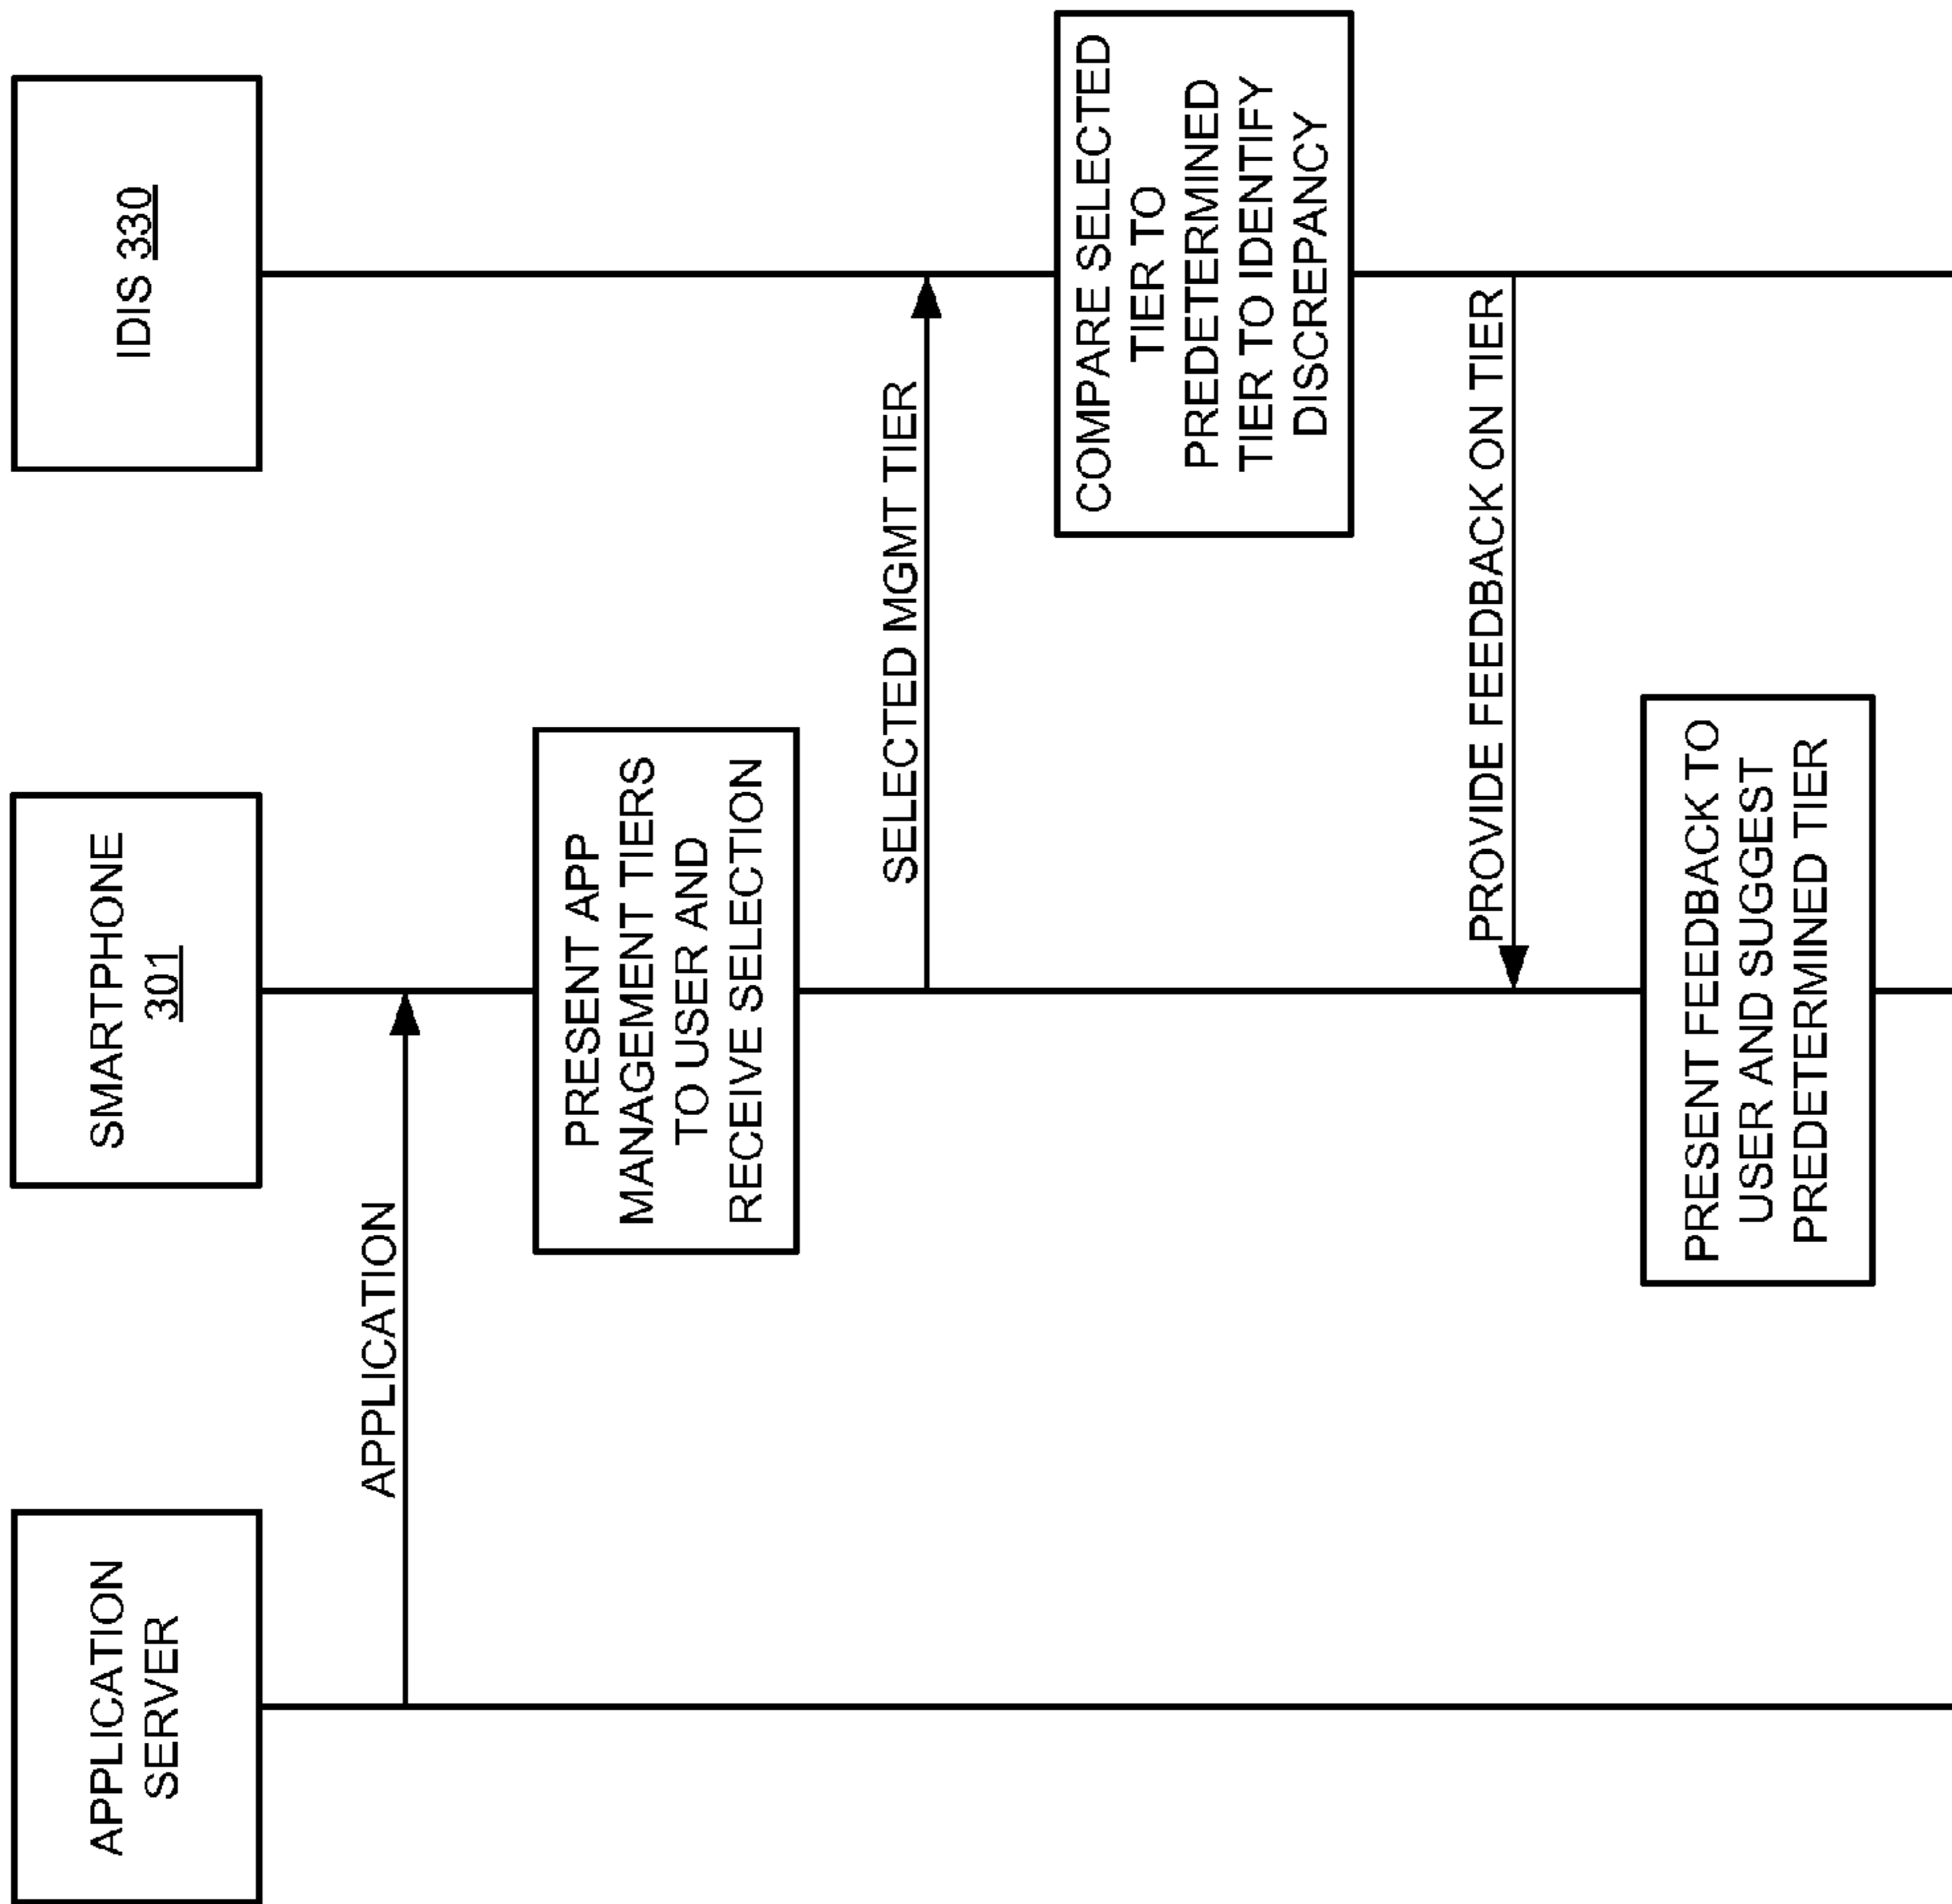 APPLICATION
SERVER
SMARTPHONE
301
IDIS 330
APPLICATION
PRESENT APP
MANAGEMENT TIERS
TO USER AND
RECEIVE SELECTION
SELECTED MGMT TIER
COMPARE SELECTED
TIER TO
PREDETERMINED
TIER TO IDENTIFY
DISCREPANCY
PROVIDE FEEDBACK ON TIER
PRESENT FEEDBACK TO
USER AND SUGGEST
PREDETERMINED TIER